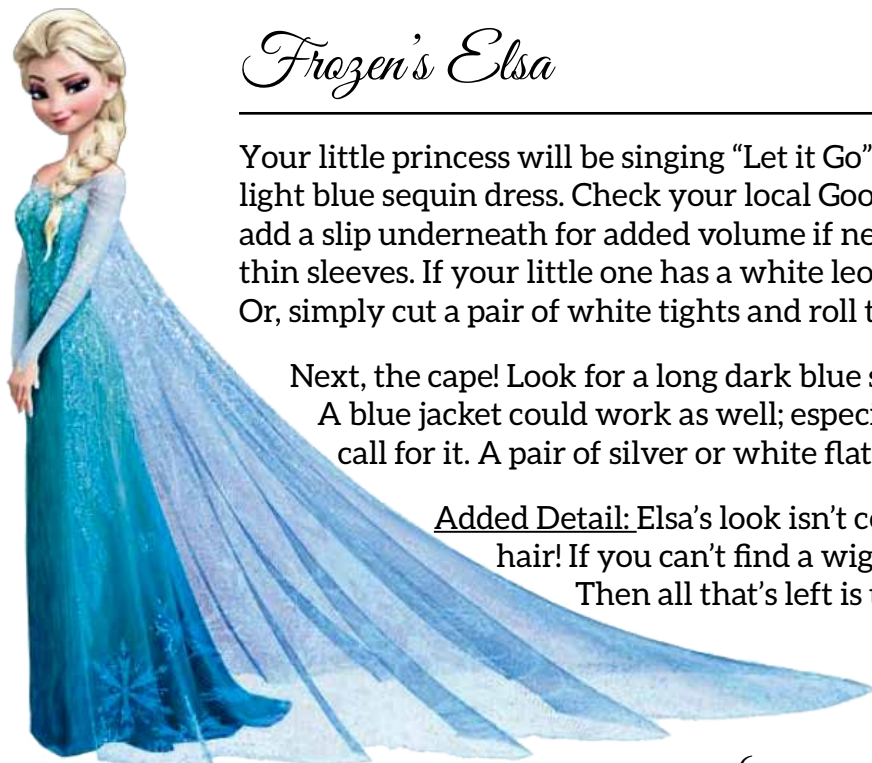 Frozen's Elsa
Your little princess will be singing “Let it Go”
light blue sequin dress. Check your local Goo
add a slip underneath for added volume if ne
thin sleeves. If your little one has a white leo
Or, simply cut a pair of white tights and roll t
Next, the cape! Look for a long dark blue s
A blue jacket could work as well; especi
call for it. A pair of silver or white flat
Added Detail: Elsa’s look isn’t co
hair! If you can’t find a wig
Then all that’s left is t